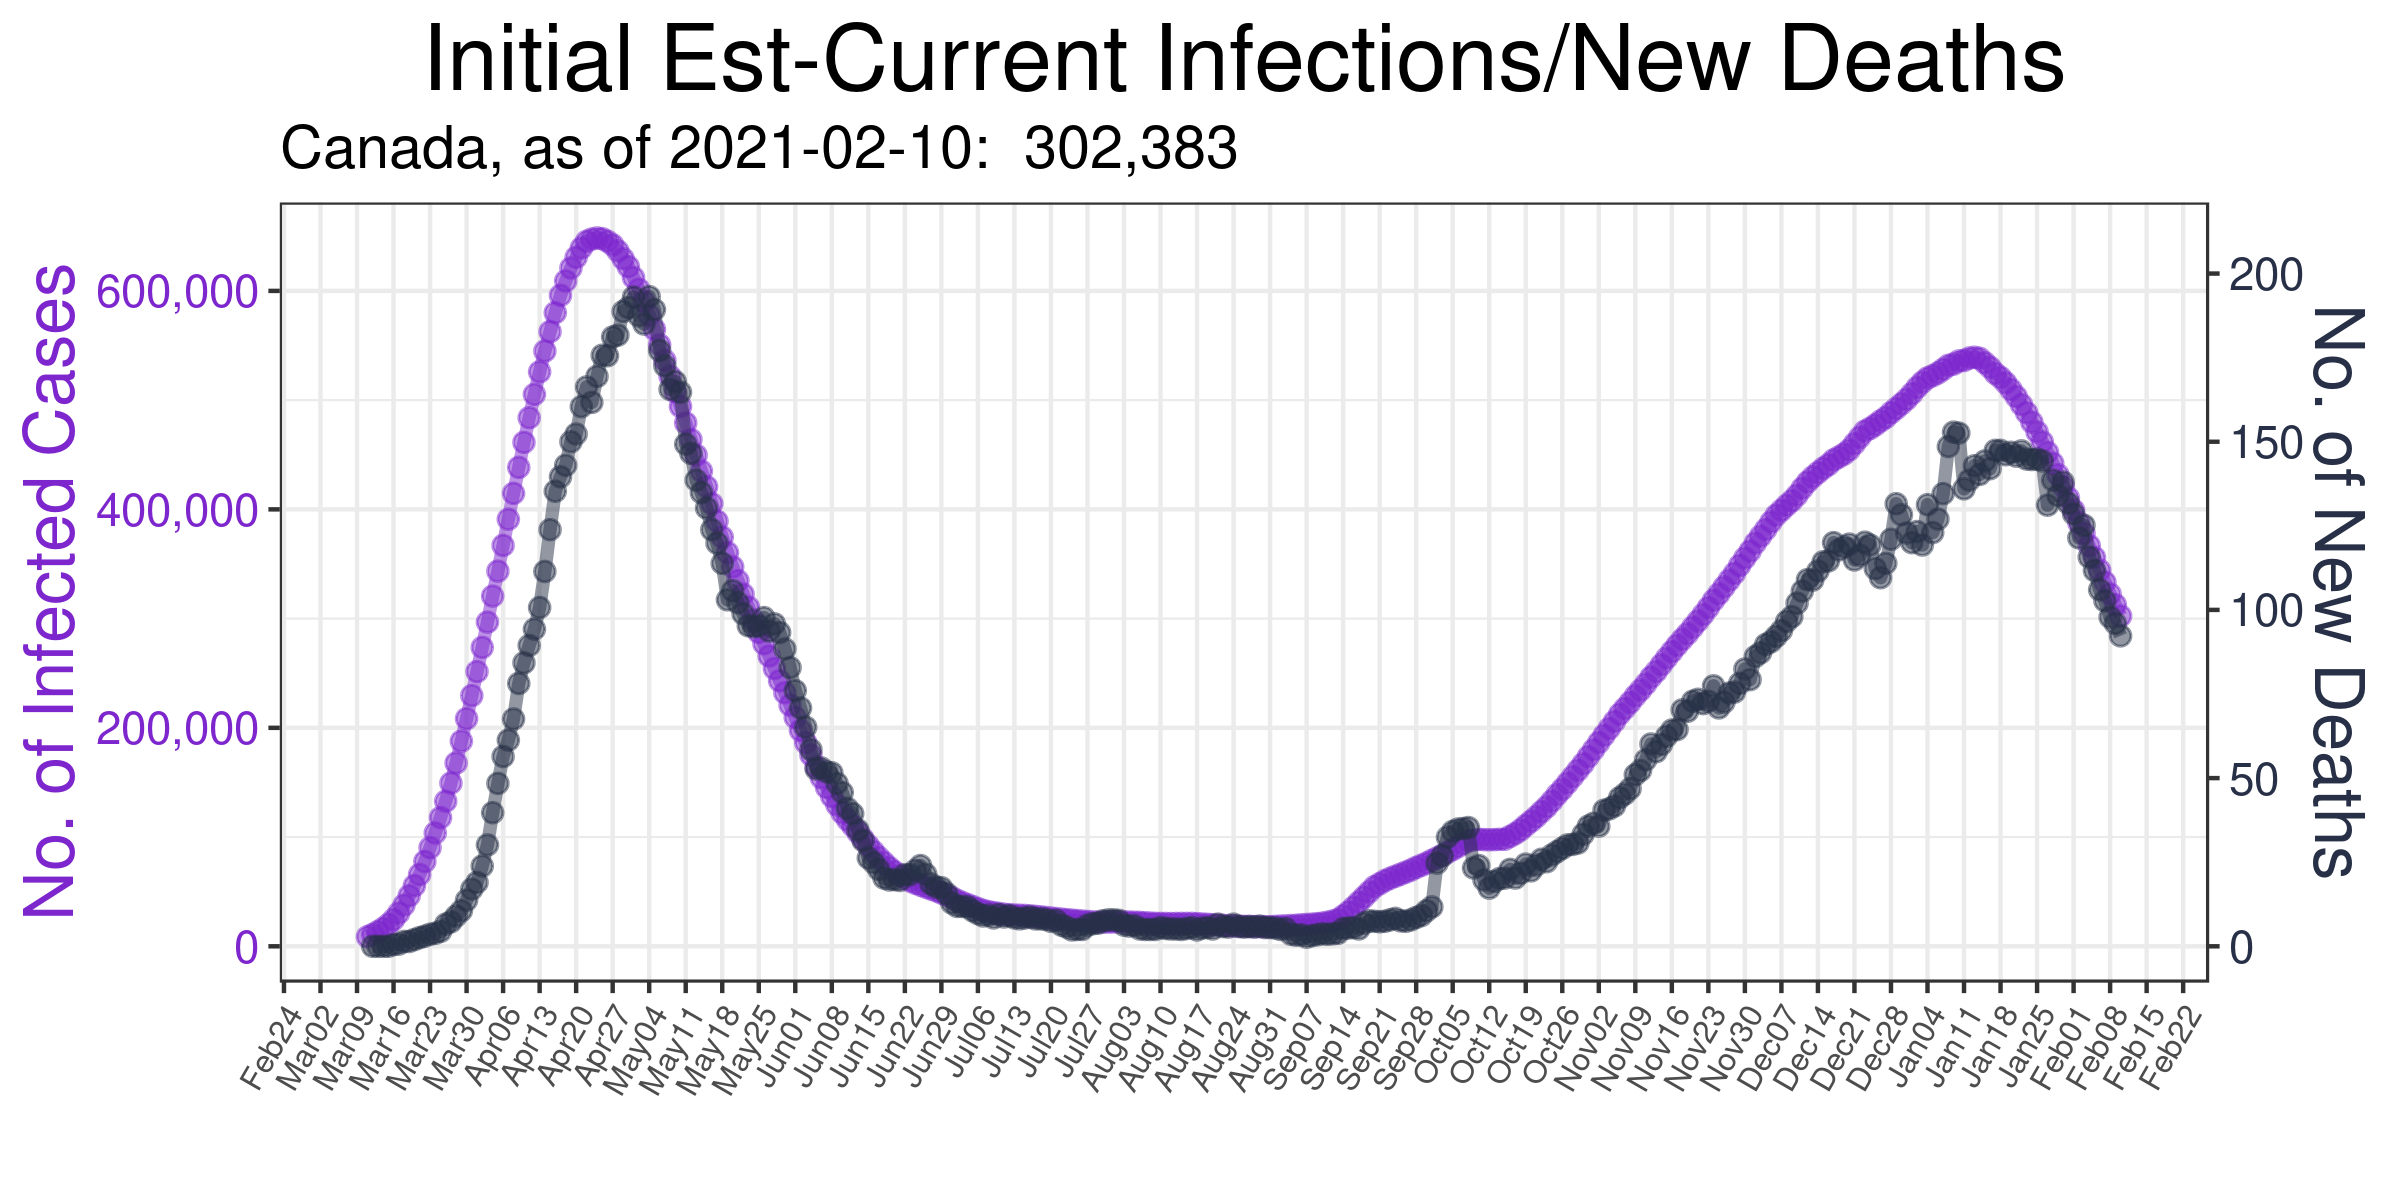 Initial Est-Current Infections/New Deaths
Canada, as of 2021-02-10:  302,383
No. of Infected Cases
600,000
400,000
200,000
0
200
150
100
50
0
No. of New Deaths
Feb24
Mar02
Mar09
Mar16
Mar23
Mar30
Apr06
Apr13
Apr20
Apr27
May04
May11
May18
May25
Jun01
Jun08
Jun15
Jun22
Jun29
Jul06
Jul13
Jul20
Jul27
Aug03
Aug10
Aug17
Aug24
Aug31
Sep07
Sep14
Sep21
Sep28
Oct05
Oct12
Oct19
Oct26
Nov02
Nov09
Nov16
Nov23
Nov30
Dec07
Dec14
Dec21
Dec28
Jan04
Jan11
Jan18
Jan25
Feb01
Feb08
Feb15
Feb22